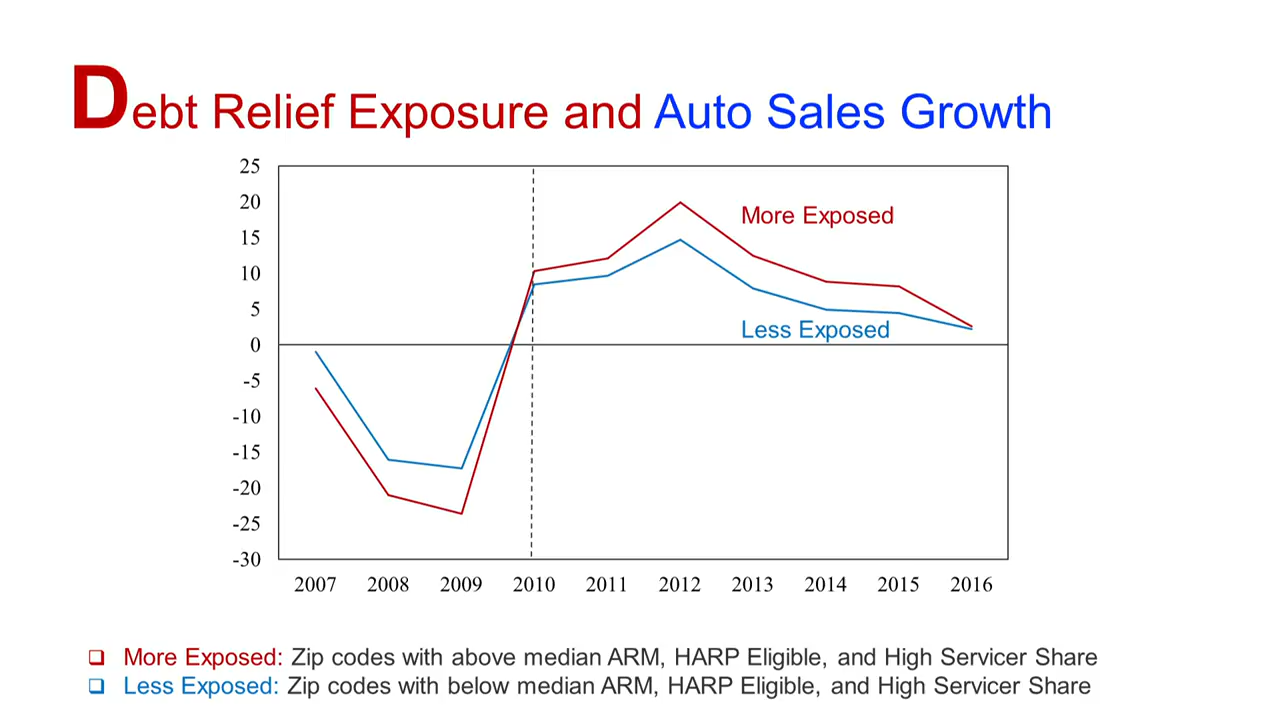 Debt Relief Exposure and Auto Sales Growth
25
20
15
10
5
0
-5
-10
-15
-20
-25
-30
More Exposed
Less Exposed
2007 2008 2009 2010 2011 2012 2013 2014 2015 2016
More Exposed: Zip codes with above median ARM, HARP Eligible, and High Servicer Share
Less Exposed: Zip codes with below median ARM, HARP Eligible, and High Servicer Share